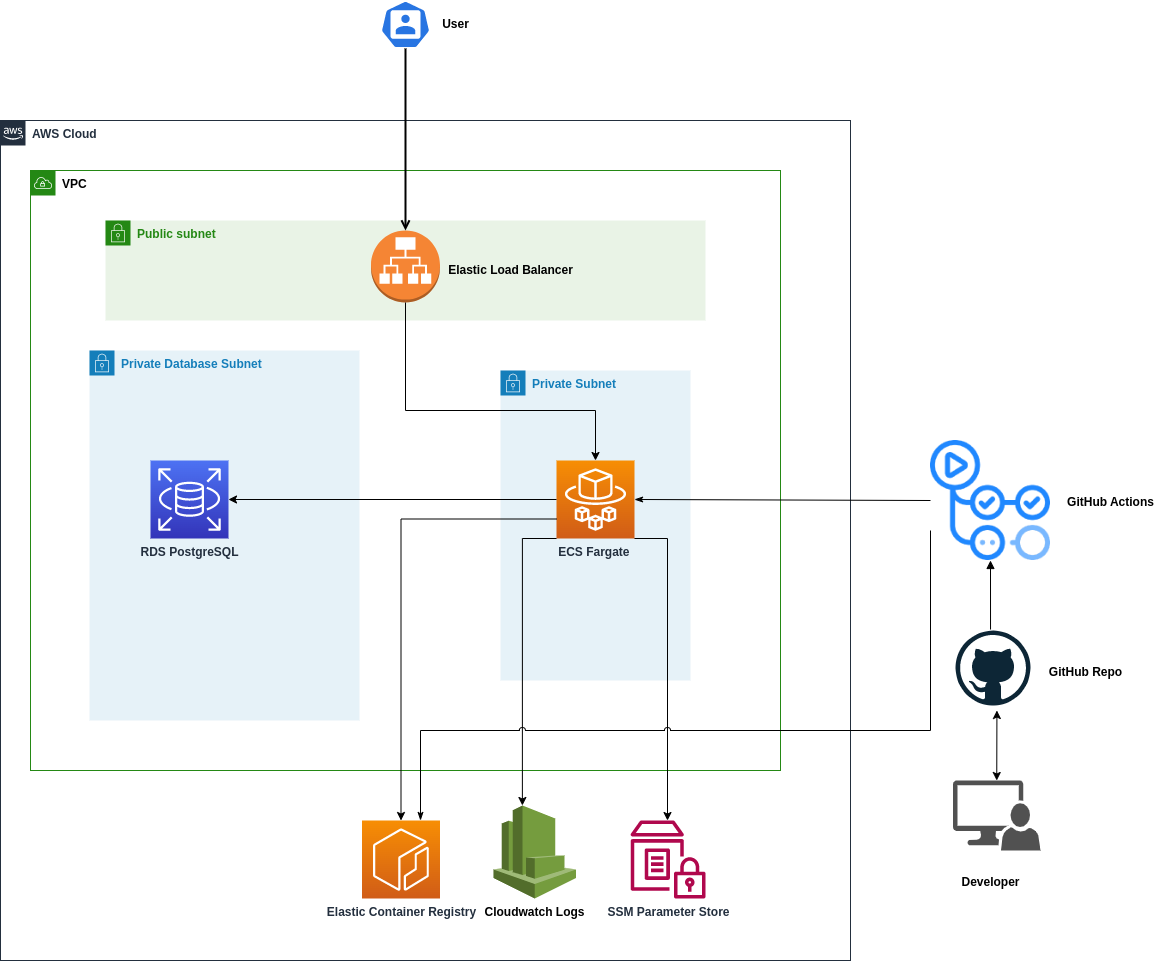 User
aws
AWS Cloud
VPC
Public subnet
Elastic Load Balancer
Private Database Subnet
Private Subnet
RDS PostgreSQL
ECS Fargate
GitHub Actions
GitHub Repo
Developer
Elastic Container Registry
Cloudwatch Logs
SSM Parameter Store